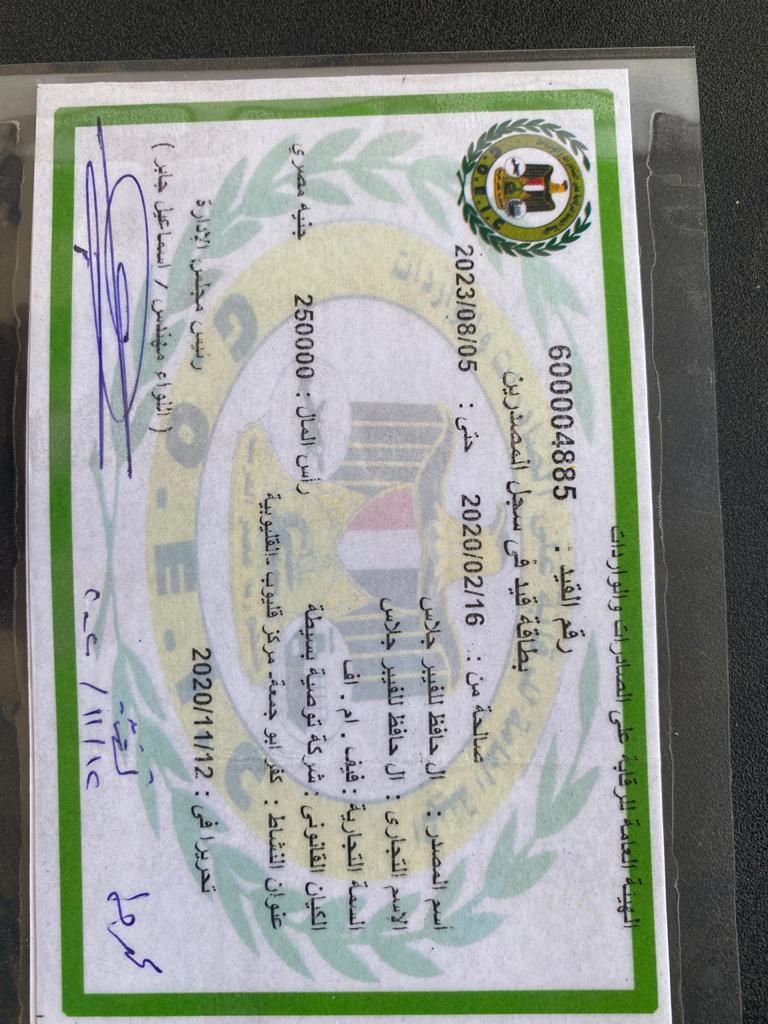 الهيئة العامة للرقابة على الصادرات والواردات
رقم القيد : 600004885
بطاقة قيد فى سجل المصدرين
صالحة من : 2020/02/16 حتى : 2023/08/05
اسم المصدر : ال حافظ للفيبر جلاس
الاسم التجارى : ال حافظ للفيبر جلاس
السمة التجارية : فيف . ام . اف
الكيان القانونى : شركة توصية بسيطة رأس المال : 250000 جنيه مصري
عنوان النشاط : كفر ابو جمعة- مركز قليوب -القليوبية
تحريرا فى : 2020/11/12 رئيس مجلس الإدارة
( اللواء مهندس / اسماعيل جابر )
G.O.E.I.C